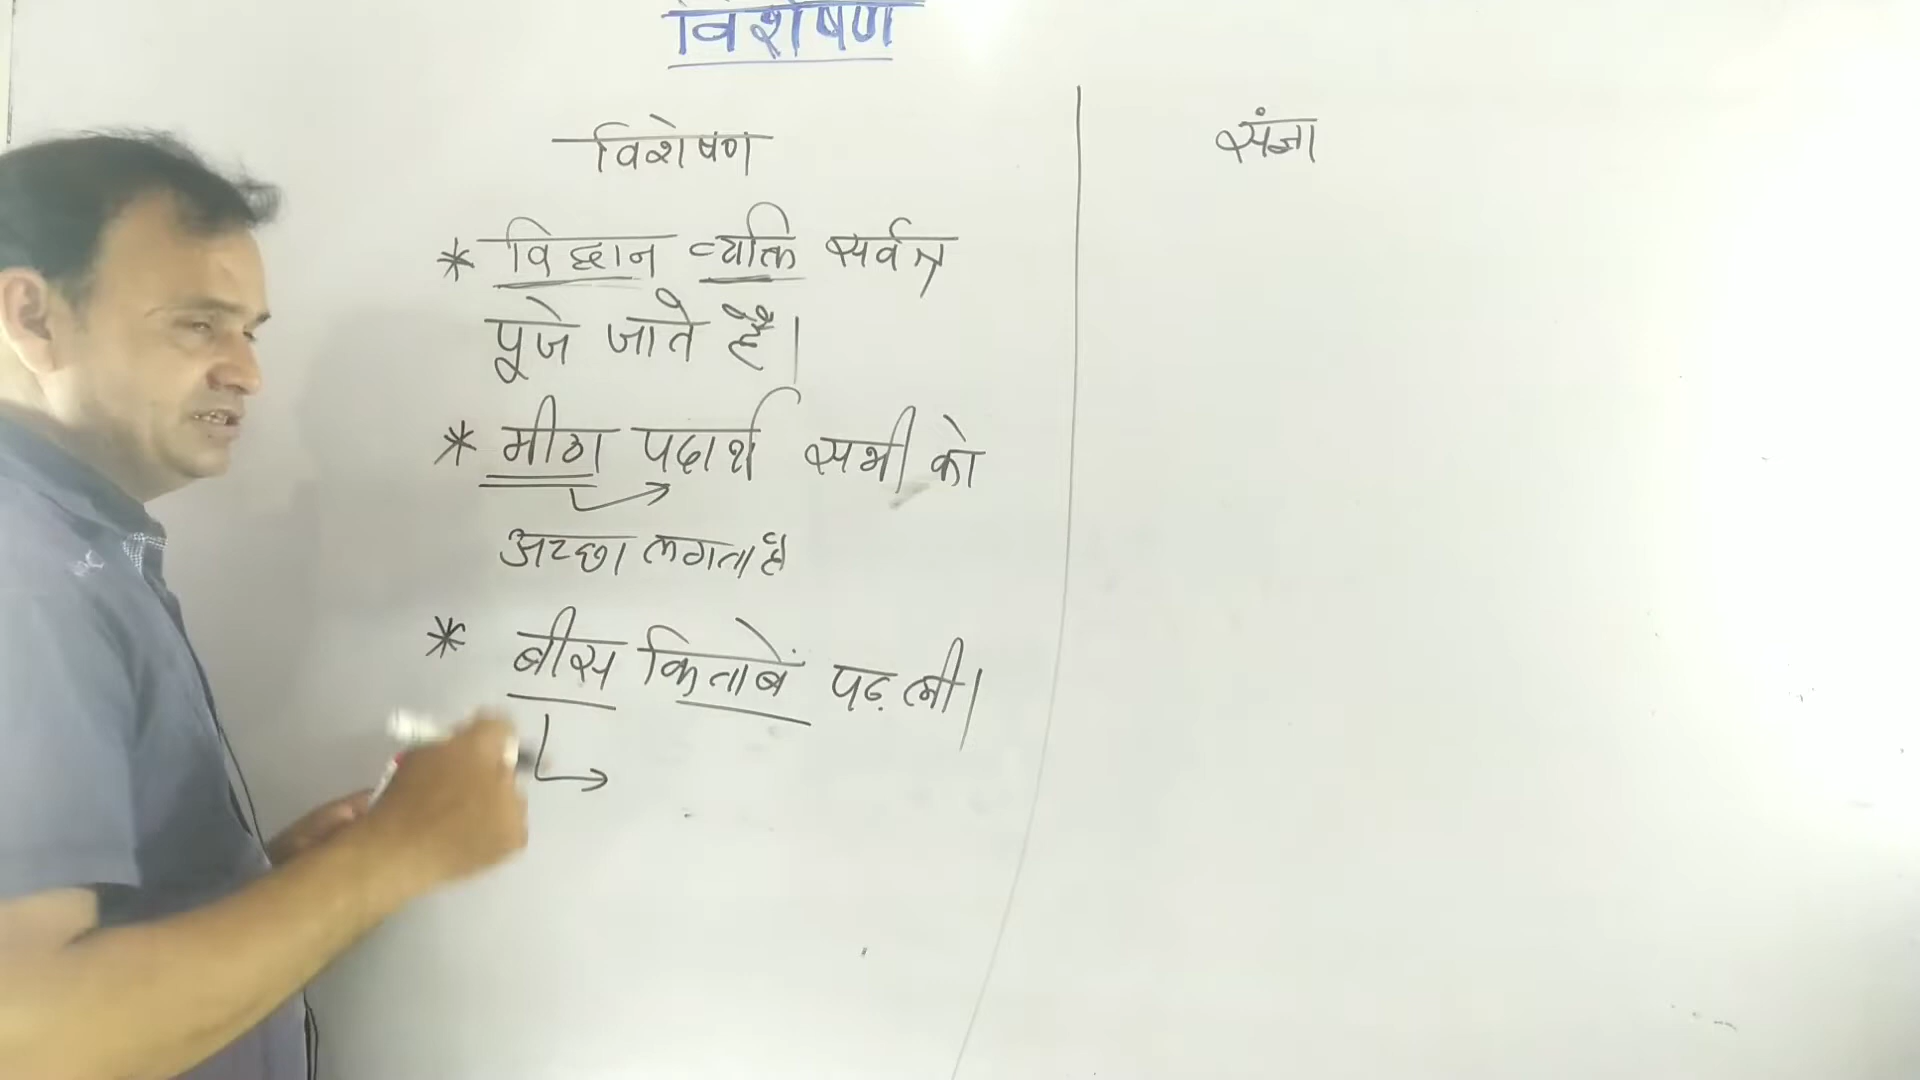 विशेषण
विशेषण
संज्ञा
* विद्वान व्यक्ति सर्वत्र
पूजे जाते हैं।
* मीठा पदार्थ सभी को
अच्छा लगता है
* बीस किताबें पढ़ ली।